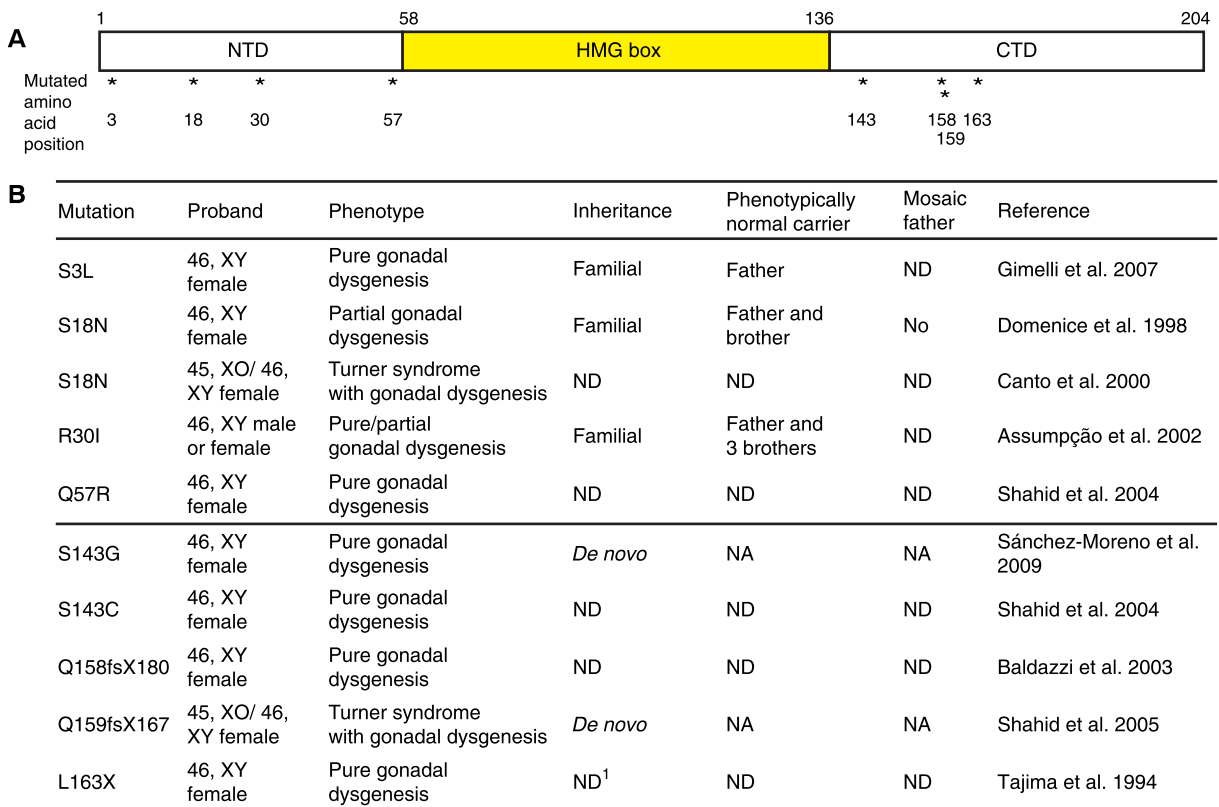 A
1 58 136 204
NTD HMG box CTD
Mutated * * * * * * *
amino *
acid 3 18 30 57 143 158 163
position 159
B
Mutation Proband Phenotype Inheritance Phenotypically normal carrier Mosaic father Reference
S3L 46, XY female Pure gonadal dysgenesis Familial Father ND Gimelli et al. 2007
S18N 46, XY female Partial gonadal dysgenesis Familial Father and brother No Domenice et al. 1998
S18N 45, XO/ 46, XY female Turner syndrome with gonadal dysgenesis ND ND ND Canto et al. 2000
R30I 46, XY male or female Pure/partial gonadal dysgenesis Familial Father and 3 brothers ND Assumpção et al. 2002
Q57R 46, XY female Pure gonadal dysgenesis ND ND ND Shahid et al. 2004
S143G 46, XY female Pure gonadal dysgenesis De novo NA NA Sánchez-Moreno et al. 2009
S143C 46, XY female Pure gonadal dysgenesis ND ND ND Shahid et al. 2004
Q158fsX180 46, XY female Pure gonadal dysgenesis ND ND ND Baldazzi et al. 2003
Q159fsX167 45, XO/ 46, XY female Turner syndrome with gonadal dysgenesis De novo NA NA Shahid et al. 2005
L163X 46, XY female Pure gonadal dysgenesis ND1 ND ND Tajima et al. 1994